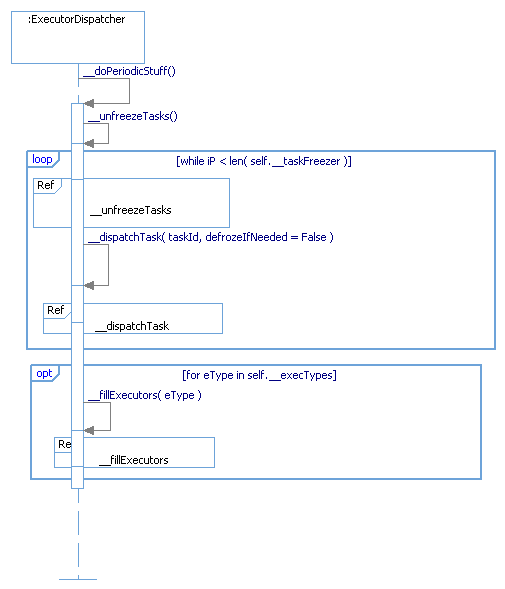 :ExecutorDispatcher
__doPeriodicStuff()
__unfreezeTasks()
loop [while iP < len( self.__taskFreezer )]
Ref
__unfreezeTasks
__dispatchTask( taskId, defrozeIfNeeded = False )
Ref
__dispatchTask
opt [for eType in self.__execTypes]
__fillExecutors( eType )
Re
__fillExecutors